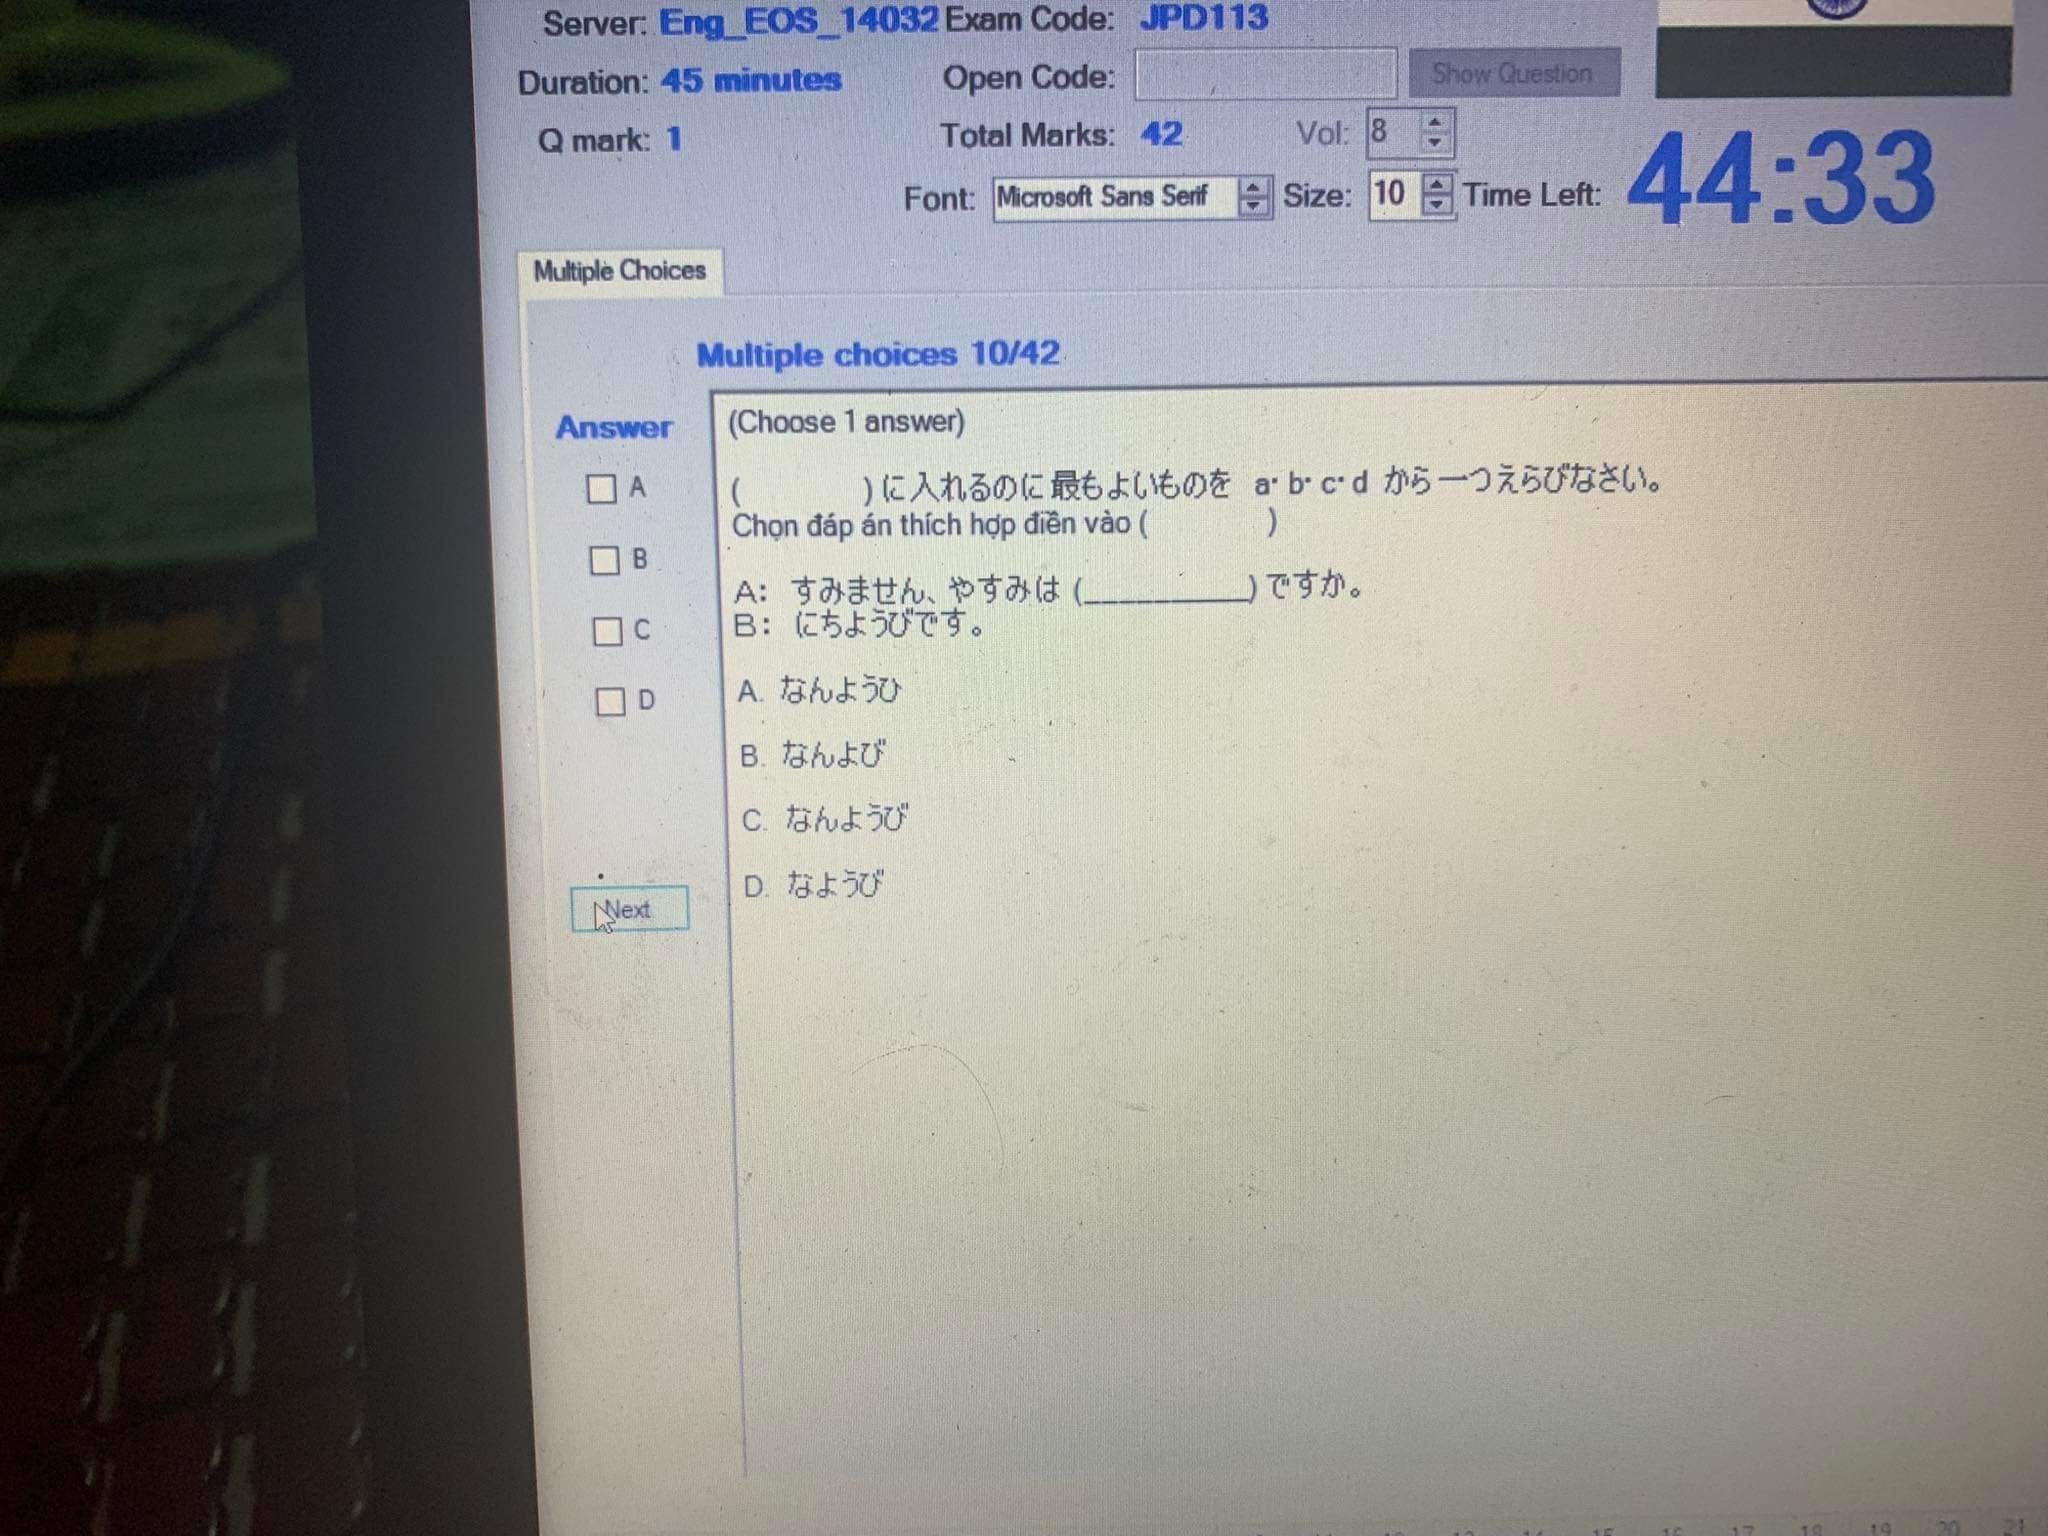 Server: Eng_EOS_14032 Exam Code: JPD113
Duration: 45 minutes Open Code: Show Question
Q mark: 1 Total Marks: 42 Vol: 8
Font: Microsoft Sans Serif Size: 10 Time Left: 44:33
Multiple Choices
Multiple choices 10/42
Answer
A
B
C
D
Next
(Choose 1 answer)
( ) に入れるのに最もよいものを a· b· c· d から一つえらびなさい。
Chọn đáp án thích hợp điền vào ( )
A: すみません、やすみは (__________) ですか。
B: にちようびです。
A. なんようひ
B. なんよび
C. なんようび
D. なようび